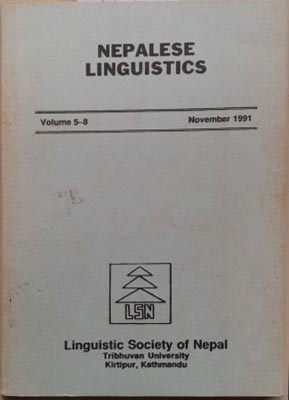 NEPALESE
LINGUISTICS
Volume 5-8 November 1991
LSN
Linguistic Society of Nepal
Tribhuvan University
Kirtipur, Kathmandu